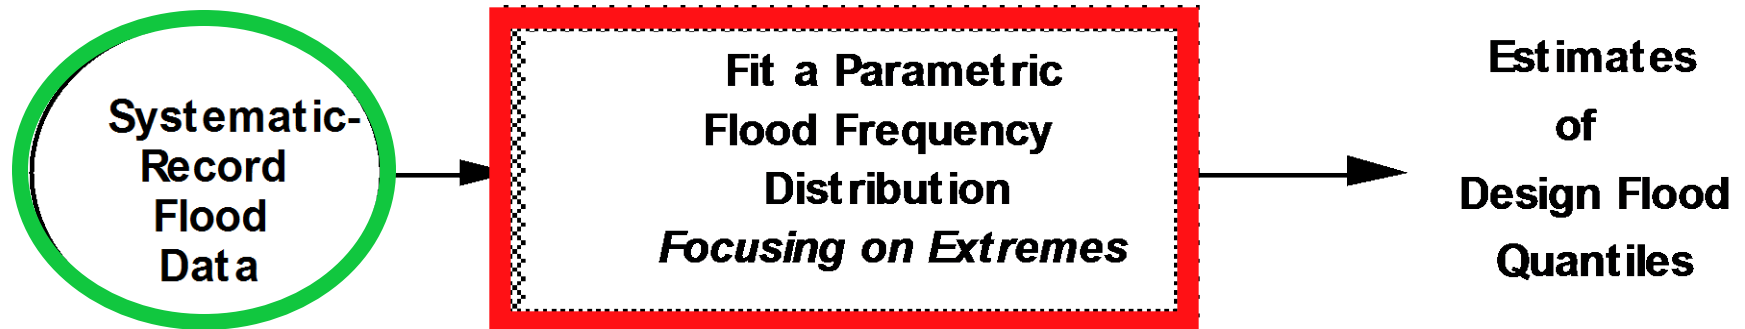 Systematic-
Record
Flood
Data
Fit a Parametric
Flood Frequency
Distribution
Focusing on Extremes
Estimates
of
Design Flood
Quantiles